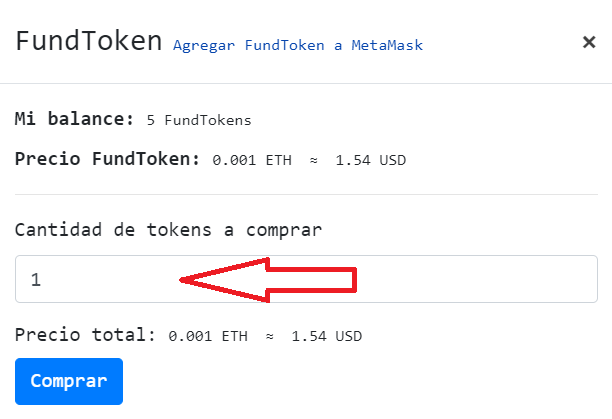 FundToken Agregar FundToken a MetaMask ×
Mi balance: 5 FundTokens
Precio FundToken: 0.001 ETH ≈ 1.54 USD
Cantidad de tokens a comprar
1
Precio total: 0.001 ETH ≈ 1.54 USD
Comprar